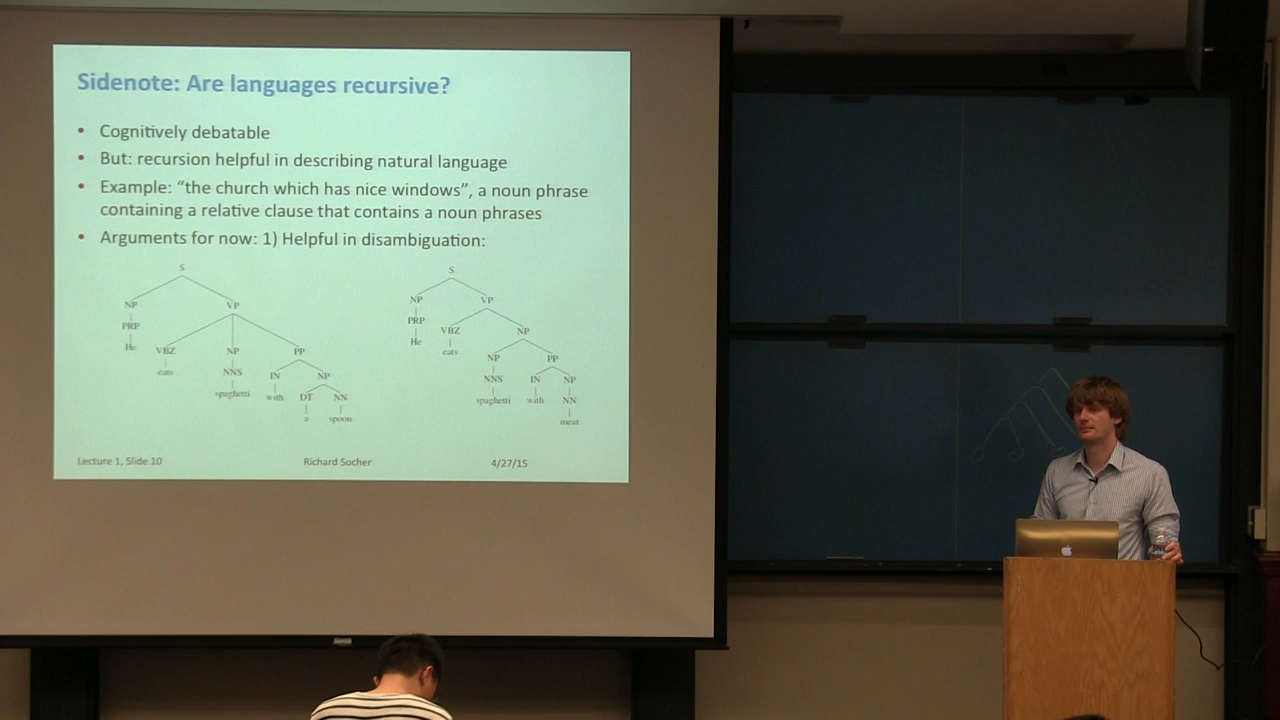 Sidenote: Are languages recursive?
• Cognitively debatable
• But: recursion helpful in describing natural language
• Example: “the church which has nice windows”, a noun phrase
containing a relative clause that contains a noun phrases
• Arguments for now: 1) Helpful in disambiguation:
S
NP VP
PRP
He
VBZ NP PP
eats NNS IN NP
spaghetti with DT NN
a spoon
S
NP VP
PRP VBZ NP
He eats
NP PP
NNS IN NP
spaghetti with NN
meat
Lecture 1, Slide 10 Richard Socher 4/27/15